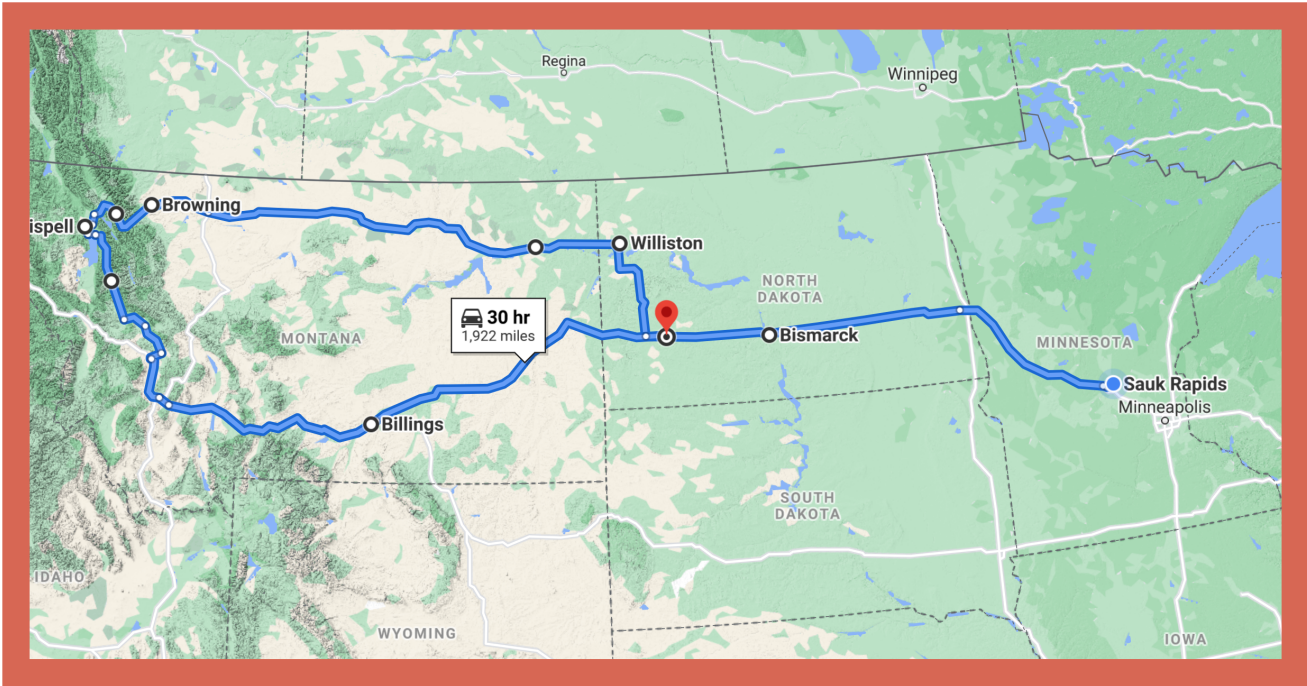 Regina
Winnipeg
Browning
ispell
Williston
NORTH
DAKOTA
30 hr
1,922 miles
MONTANA
Bismarck
MINNESOTA
Sauk Rapids
Minneapolis
Billings
SOUTH
DAKOTA
IDAHO
WYOMING
IOWA